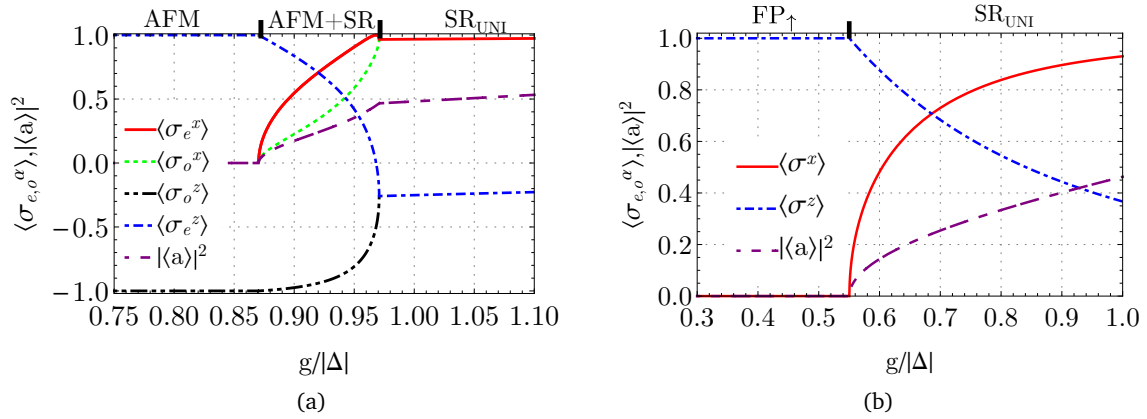 AFM AFM+SR SR_UNI
1.0
0.5
0.0
−0.5
−1.0
⟨σ_{e,o}^α⟩,|⟨a⟩|²
⟨σ_e^x⟩
⟨σ_o^x⟩
⟨σ_o^z⟩
⟨σ_e^z⟩
|⟨a⟩|²
0.75 0.80 0.85 0.90 0.95 1.00 1.05 1.10
g/|Δ|
(a)
FP_↑ SR_UNI
1.0
0.8
0.6
0.4
0.2
0.0
⟨σ_{e,o}^α⟩,|⟨a⟩|²
⟨σ^x⟩
⟨σ^z⟩
|⟨a⟩|²
0.3 0.4 0.5 0.6 0.7 0.8 0.9 1.0
g/|Δ|
(b)